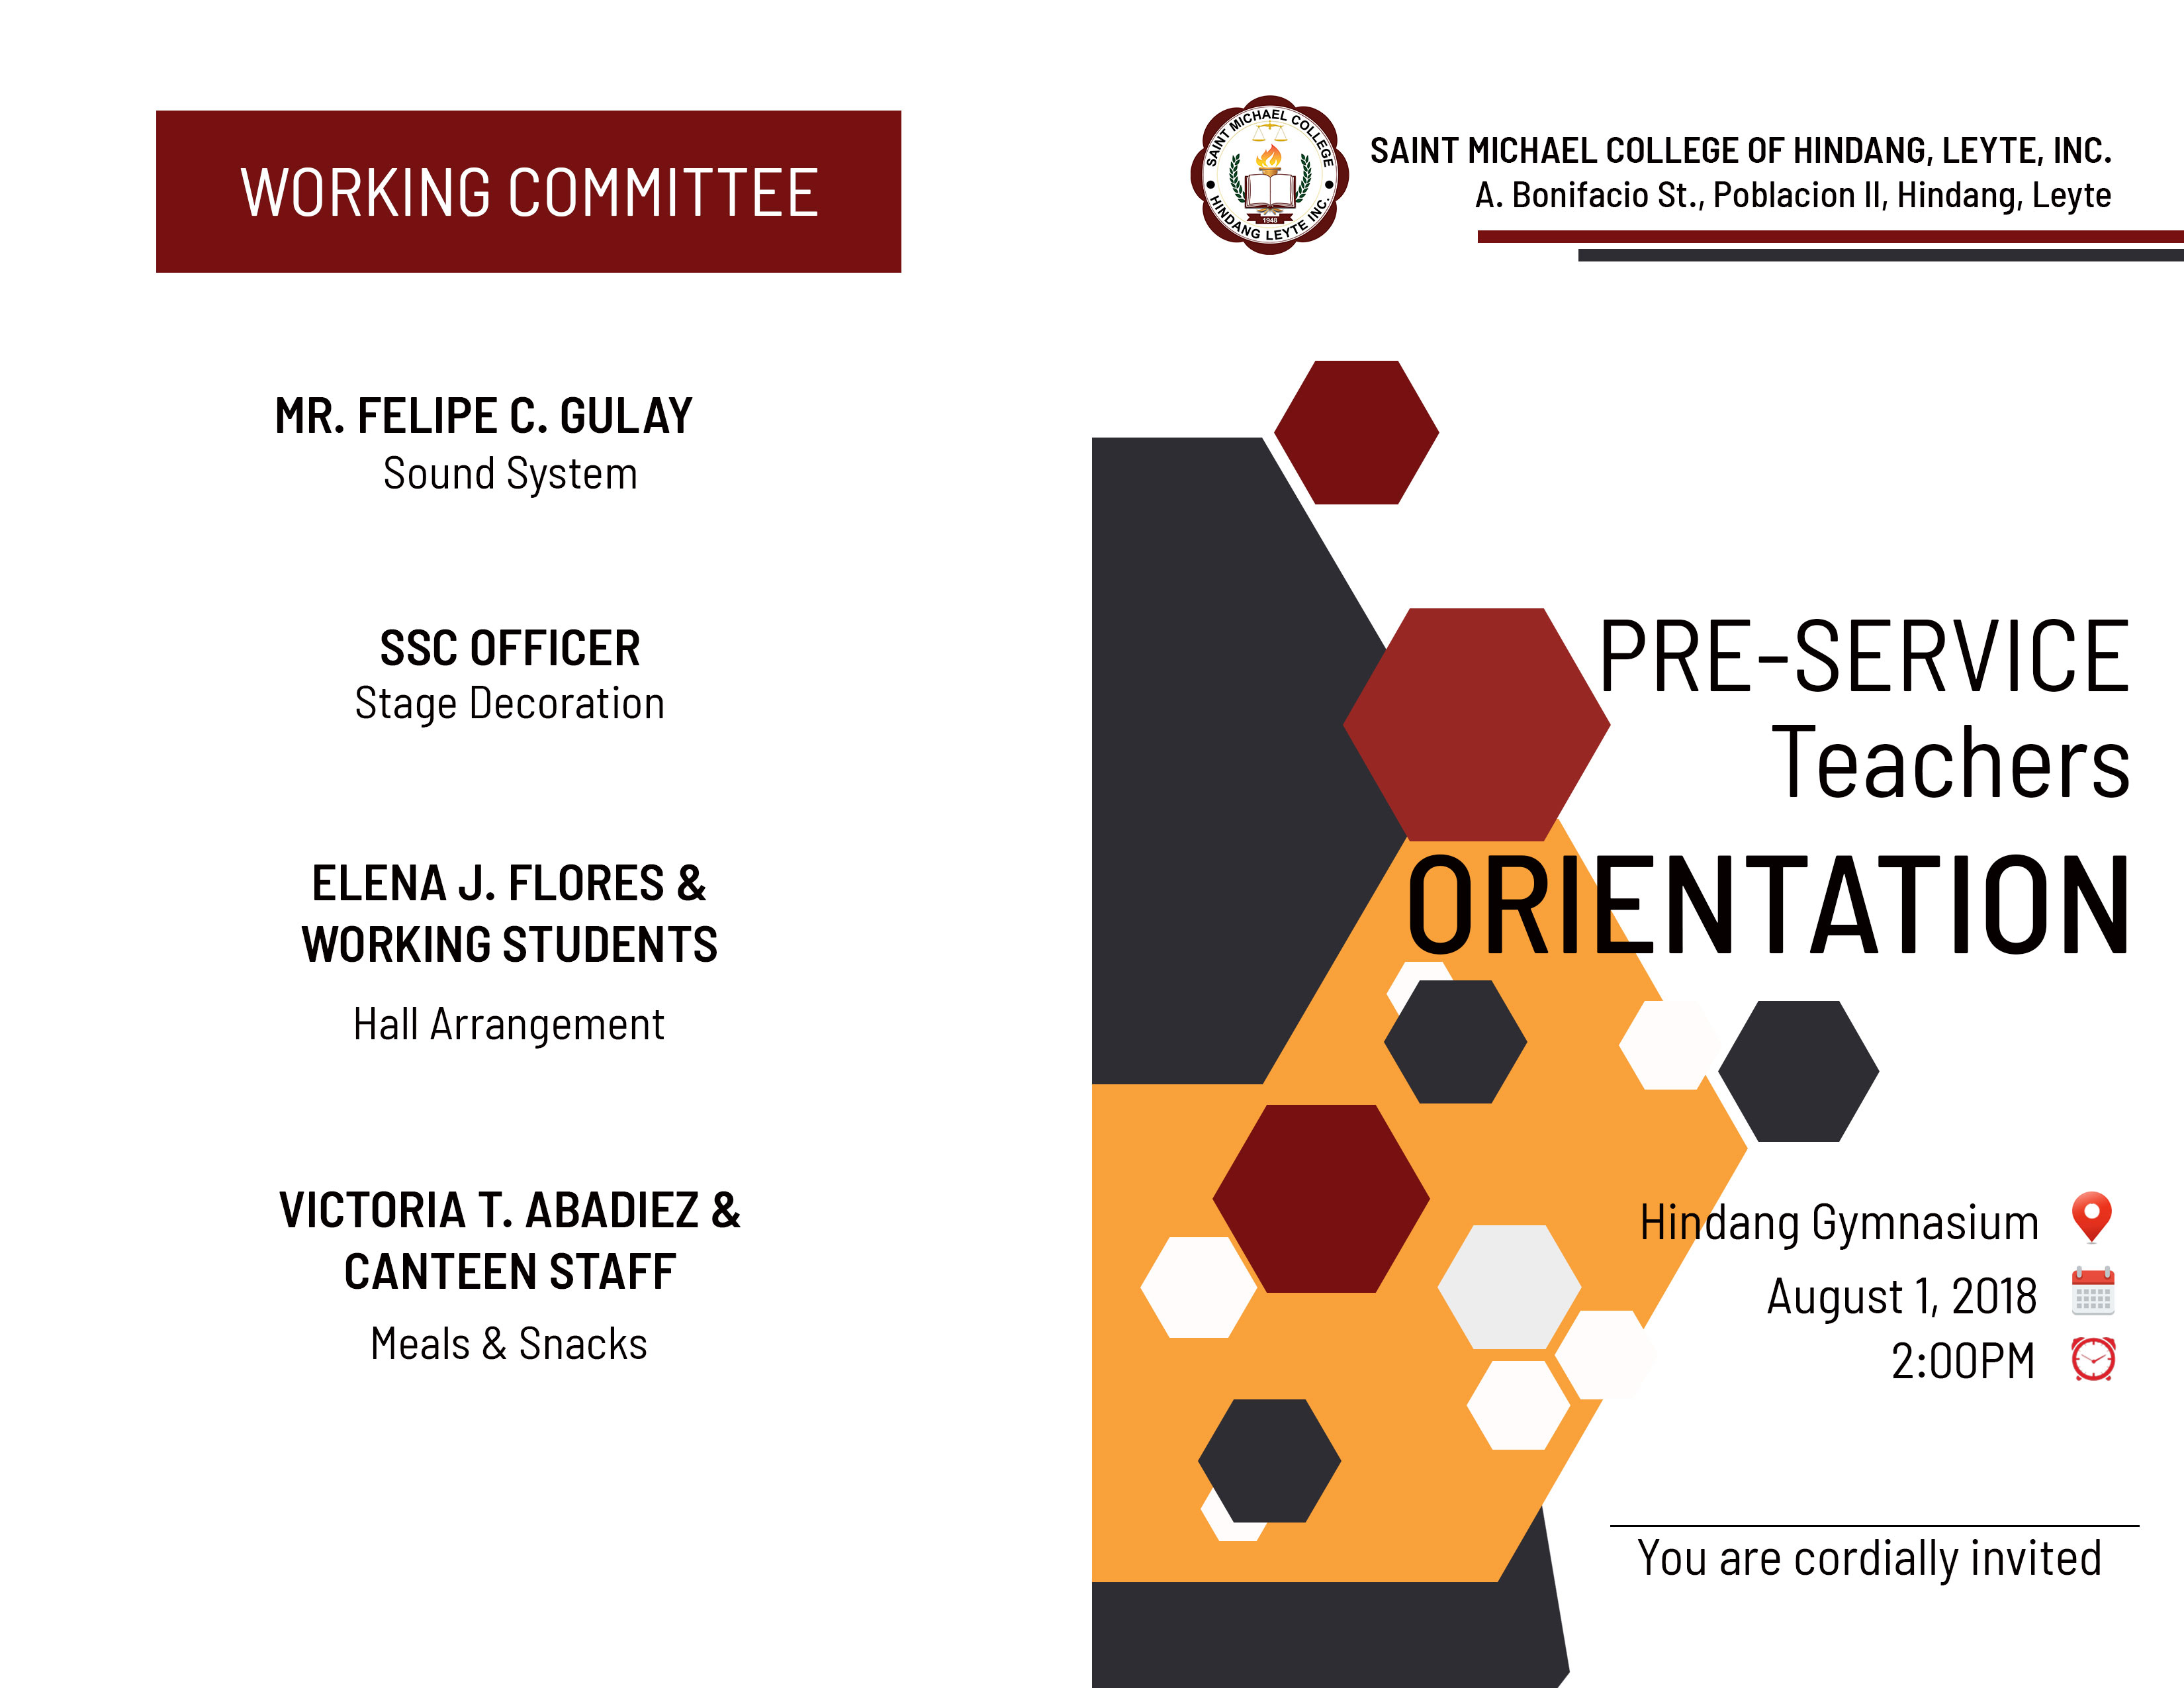 WORKING COMMITTEE
MR. FELIPE C. GULAY
Sound System
SSC OFFICER
Stage Decoration
ELENA J. FLORES &
WORKING STUDENTS
Hall Arrangement
VICTORIA T. ABADIEZ &
CANTEEN STAFF
Meals & Snacks
SAINT MICHAEL COLLEGE
HINDANG LEYTE INC.
1948
SAINT MICHAEL COLLEGE OF HINDANG, LEYTE, INC.
A. Bonifacio St., Poblacion II, Hindang, Leyte
PRE-SERVICE
Teachers
ORIENTATION
Hindang Gymnasium
August 1, 2018
2:00PM
You are cordially invited